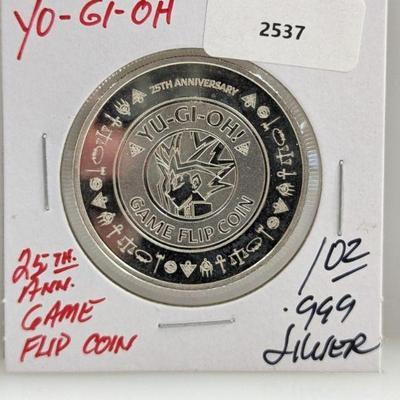 YO-GI-OH
2537
25TH ANNIVERSARY
YU-GI-OH!
GAME FLIP COIN
25TH.
ANN.
GAME
FLIP COIN
1OZ
.999
SILVER